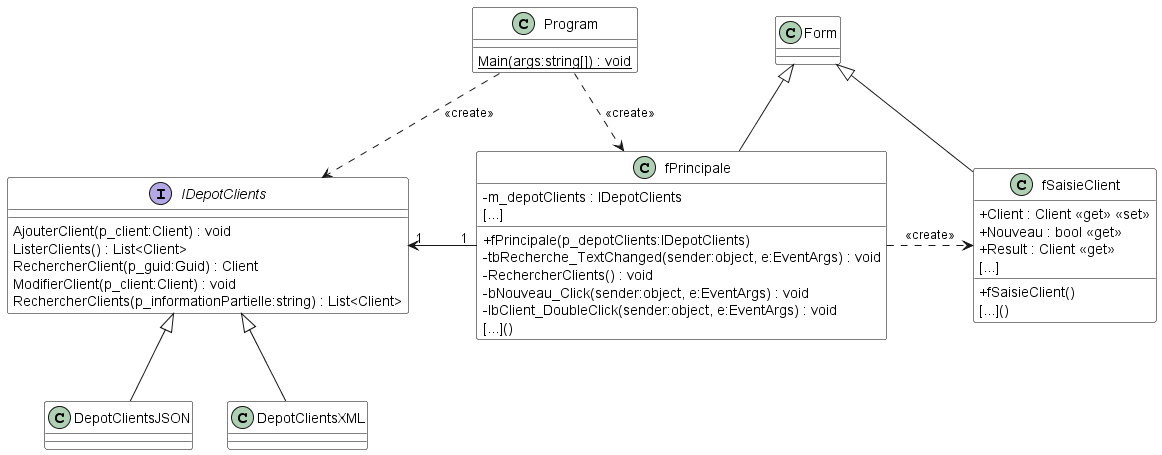 C Program
Main(args:string[]) : void
C Form
«create»
«create»
C fPrincipale
-m_depotClients : IDepotClients
[...]
+fPrincipale(p_depotClients:IDepotClients)
-tbRecherche_TextChanged(sender:object, e:EventArgs) : void
-RechercherClients() : void
-bNouveau_Click(sender:object, e:EventArgs) : void
-lbClient_DoubleClick(sender:object, e:EventArgs) : void
[...]()
I IDepotClients
AjouterClient(p_client:Client) : void
ListerClients() : List<Client>
RechercherClient(p_guid:Guid) : Client
ModifierClient(p_client:Client) : void
RechercherClients(p_informationPartielle:string) : List<Client>
1
1
«create»
C fSaisieClient
+Client : Client «get» «set»
+Nouveau : bool «get»
+Result : Client «get»
[...]
+fSaisieClient()
[...]()
C DepotClientsJSON
C DepotClientsXML